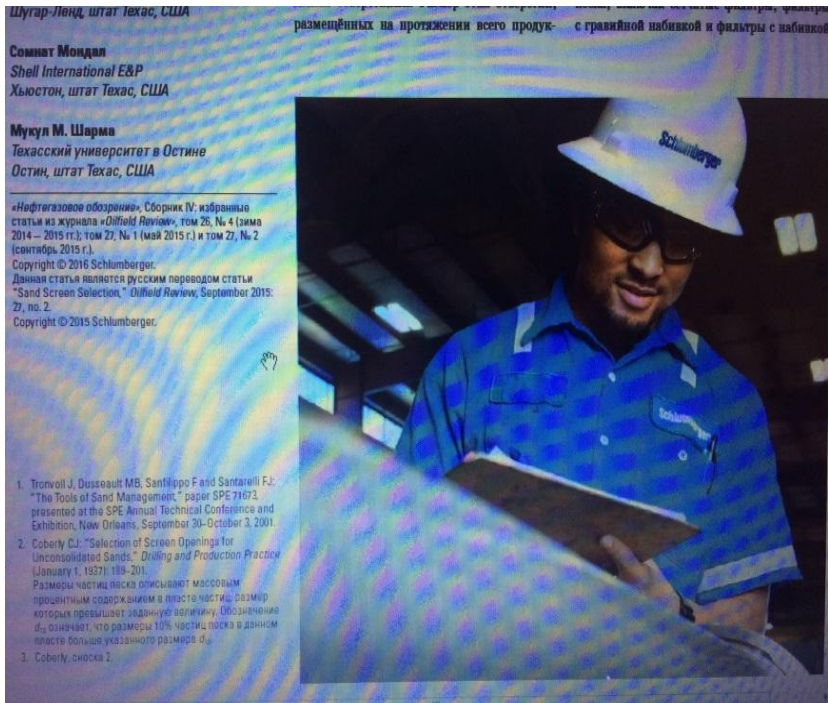 Шугар-Ленд, штат Техас, США
Сомнат Мондал
Shell International E&P
Хьюстон, штат Техас, США
Мукул М. Шарма
Техасский университет в Остине
Остин, штат Техас, США
«Нефтегазовое обозрение», Сборник IV: избранные
статьи из журнала «Oilfield Review», том 26, № 4 (зима
2014 – 2015 гг.); том 27, № 1 (май 2015 г.) и том 27, № 2
(сентябрь 2015 г.).
Copyright © 2016 Schlumberger.
Данная статья является русским переводом статьи
"Sand Screen Selection," Oilfield Review, September 2015:
27, no. 2.
Copyright © 2015 Schlumberger.
1. Tronvoll J, Dusseault MB, Sanfilippo F and Santarelli FJ:
"The Tools of Sand Management," paper SPE 71673,
presented at the SPE Annual Technical Conference and
Exhibition, New Orleans, September 30–October 3, 2001.
2. Coberly CJ: "Selection of Screen Openings for
Unconsolidated Sands," Drilling and Production Practice
(January 1, 1937): 189–201.
Размеры частиц песка описывают массовым
процентным содержанием в пласте частиц, размер
которых превышает заданную величину. Обозначение
d₁₀ означает, что размеры 10% частиц песка в данном
пласте больше указанного размера d₁₀.
3. Coberly, сноска 2.
размещённых на протяжении всего продук-
с гравийной набивкой и фильтры с набивкой
Schlumberger
Schlumberger